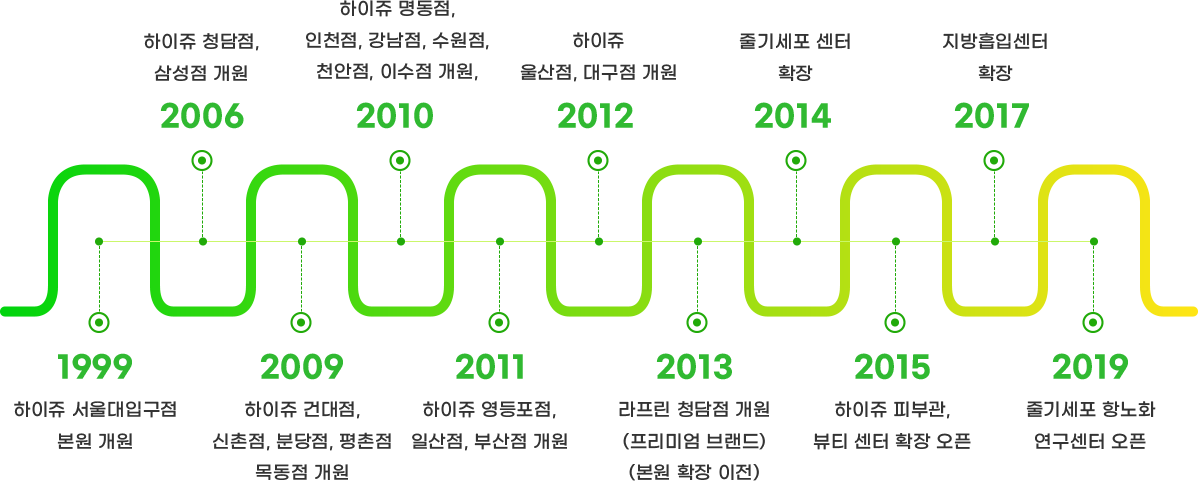 하이쥬 서울대입구점
본원 개원
1999
하이쥬 청담점,
삼성점 개원
2006
2009
하이쥬 건대점,
신촌점, 분당점, 평촌점
목동점 개원
하이쥬 명동점,
인천점, 강남점, 수원점,
천안점, 이수점 개원,
2010
2011
하이쥬 영등포점,
일산점, 부산점 개원
하이쥬
울산점, 대구점 개원
2012
2013
라프린 청담점 개원
(프리미엄 브랜드)
(본원 확장 이전)
줄기세포 센터
확장
2014
2015
하이쥬 피부관,
뷰티 센터 확장 오픈
지방흡입센터
확장
2017
2019
줄기세포 항노화
연구센터 오픈